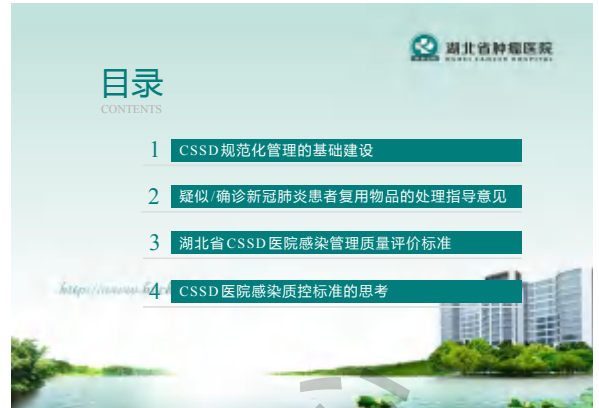 湖北省肿瘤医院
HUBEI CANCER HOSPITAL
目录
CONTENTS
1 CSSD规范化管理的基础建设
2 疑似/确诊新冠肺炎患者复用物品的处理指导意见
3 湖北省CSSD医院感染管理质量评价标准
4 CSSD医院感染质控标准的思考